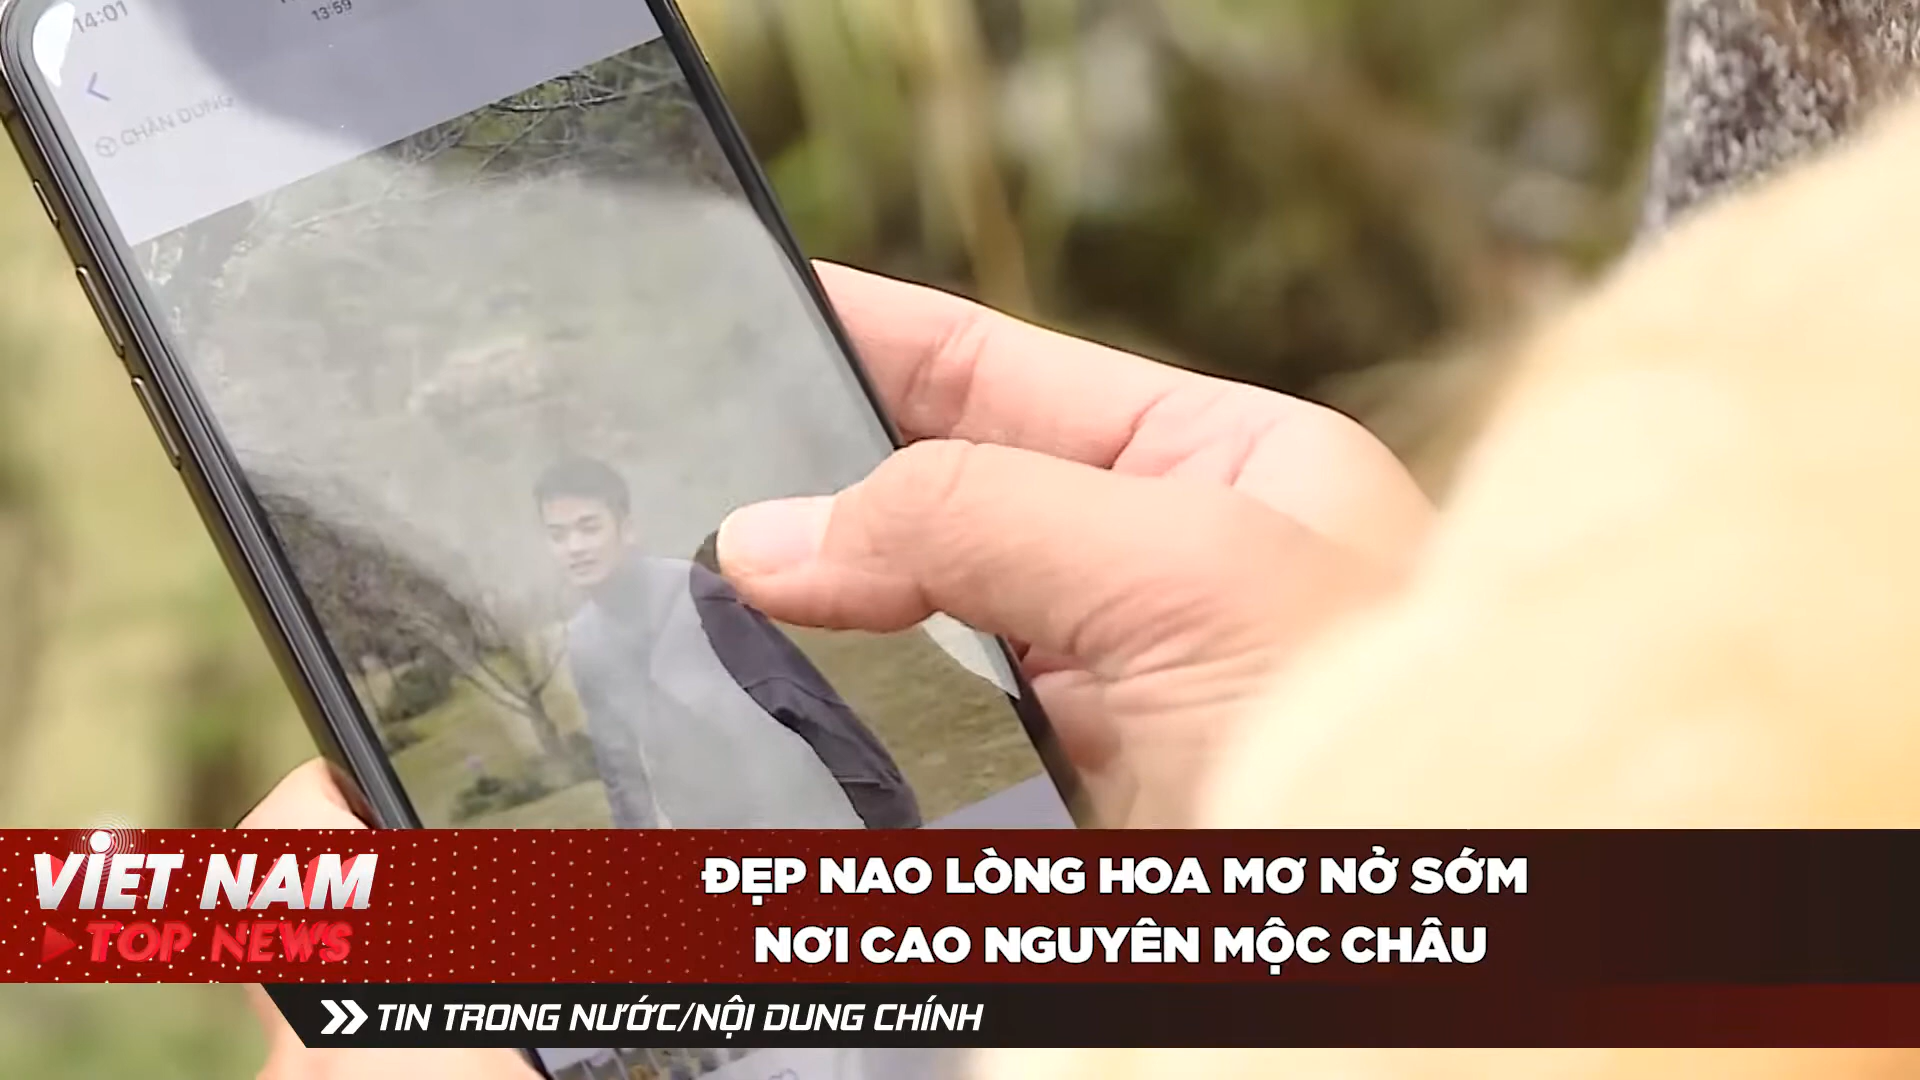 14:01
13:59
CHÂN DUNG
VIỆT NAM
TOP NEWS
ĐẸP NAO LÒNG HOA MƠ NỞ SỚM
NƠI CAO NGUYÊN MỘC CHÂU
TIN TRONG NƯỚC/NỘI DUNG CHÍNH